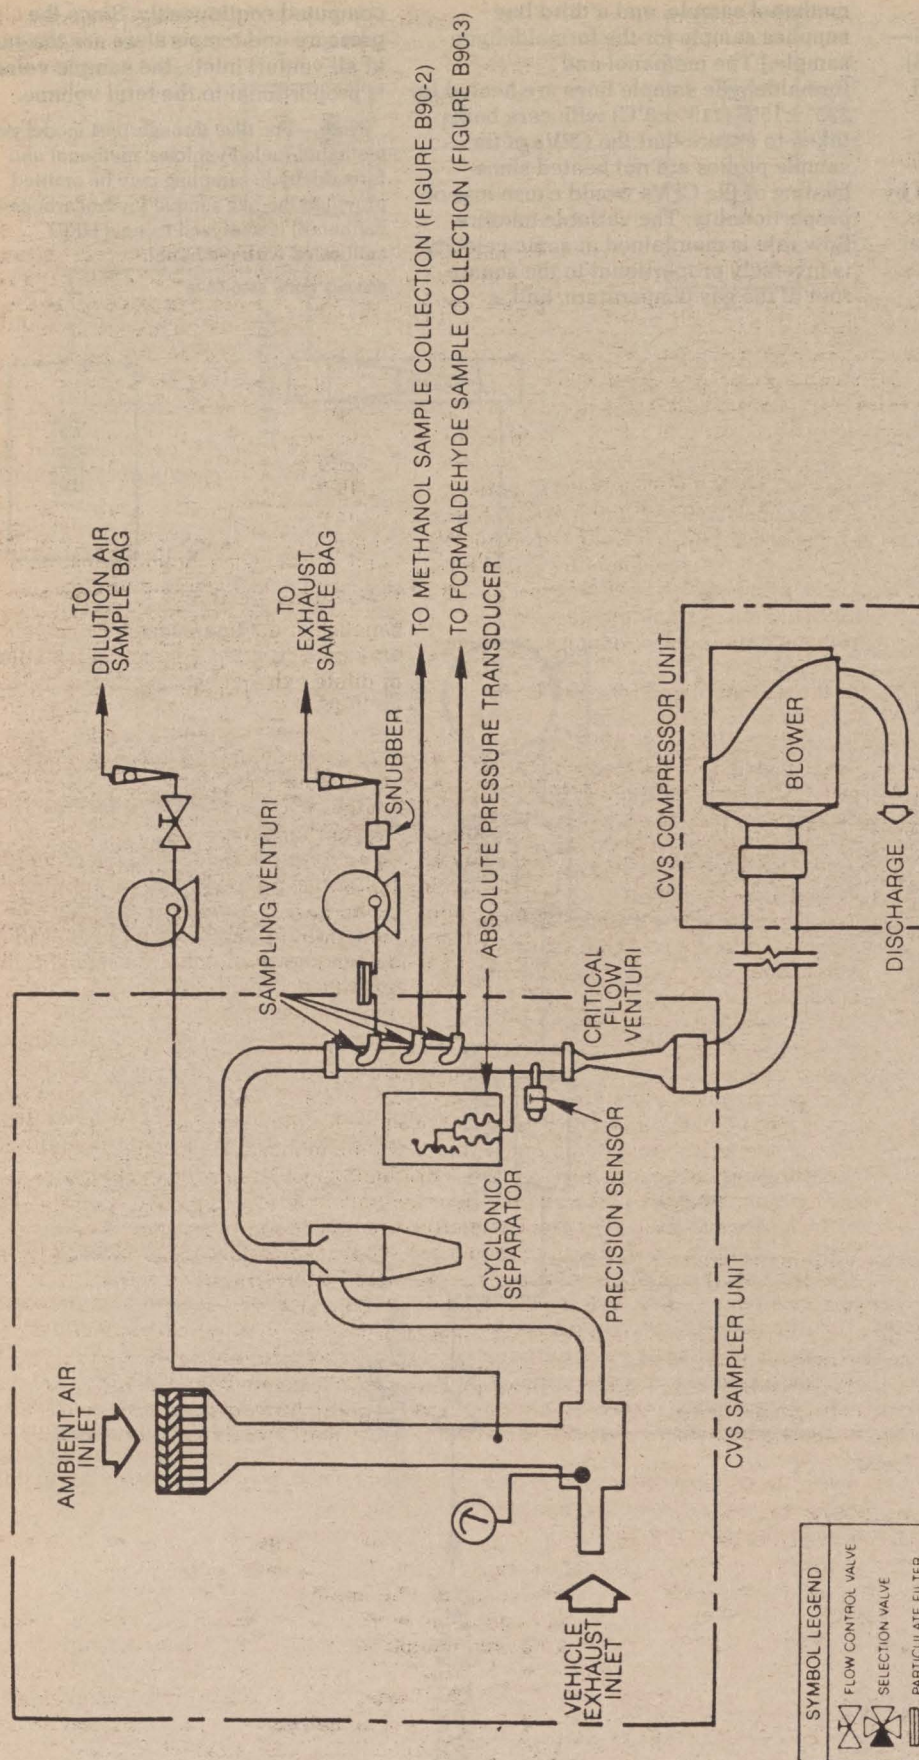 AMBIENT AIR
INLET
VEHICLE
EXHAUST
INLET
CVS SAMPLER UNIT
CYCLONIC
SEPARATOR
PRECISION SENSOR
SAMPLING VENTURI
CRITICAL
FLOW
VENTURI
TO
DILUTION AIR
SAMPLE BAG
TO
EXHAUST
SAMPLE BAG
SNUBBER
TO METHANOL SAMPLE COLLECTION (FIGURE B90-2)
TO FORMALDEHYDE SAMPLE COLLECTION (FIGURE B90-3)
ABSOLUTE PRESSURE TRANSDUCER
CVS COMPRESSOR UNIT
BLOWER
DISCHARGE
SYMBOL LEGEND
FLOW CONTROL VALVE
SELECTION VALVE
PARTICULATE FILTER